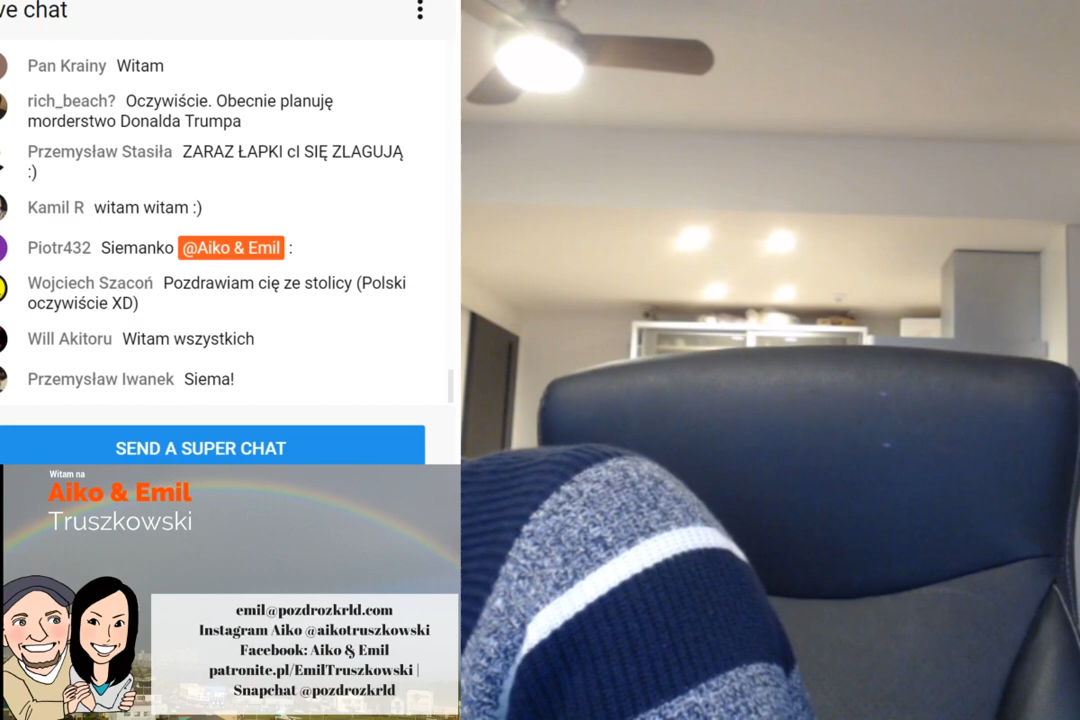 ve chat
Pan Krainy Witam
rich_beach? Oczywiście. Obecnie planuję
morderstwo Donalda Trumpa
Przemysław Stasiła ZARAZ ŁAPKI cI SIĘ ZLAGUJĄ
:)
Kamil R witam witam :)
Piotr432 Siemanko @Aiko & Emil :
Wojciech Szacoń Pozdrawiam cię ze stolicy (Polski
oczywiście XD)
Will Akitoru Witam wszystkich
Przemysław Iwanek Siema!
SEND A SUPER CHAT
Witam na
Aiko & Emil
Truszkowski
emil@pozdrozkrld.com
Instagram Aiko @aikotruszkowski
Facebook: Aiko & Emil
patronite.pl/EmilTruszkowski |
Snapchat @pozdrozkrld